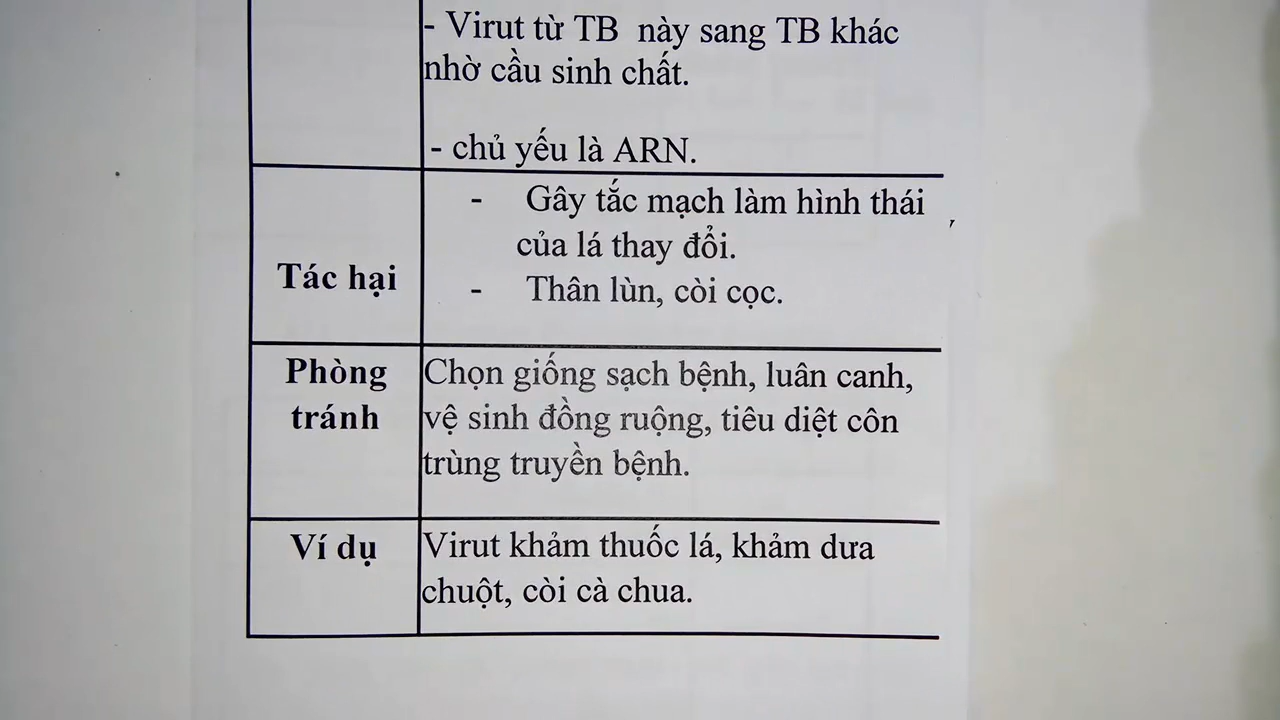 - Virut từ TB này sang TB khác
nhờ cầu sinh chất.
- chủ yếu là ARN.
- Gây tắc mạch làm hình thái
của lá thay đổi.
Tác hại
- Thân lùn, còi cọc.
Phòng
tránh
Chọn giống sạch bệnh, luân canh,
vệ sinh đồng ruộng, tiêu diệt côn
trùng truyền bệnh.
Ví dụ
Virut khảm thuốc lá, khảm dưa
chuột, còi cà chua.